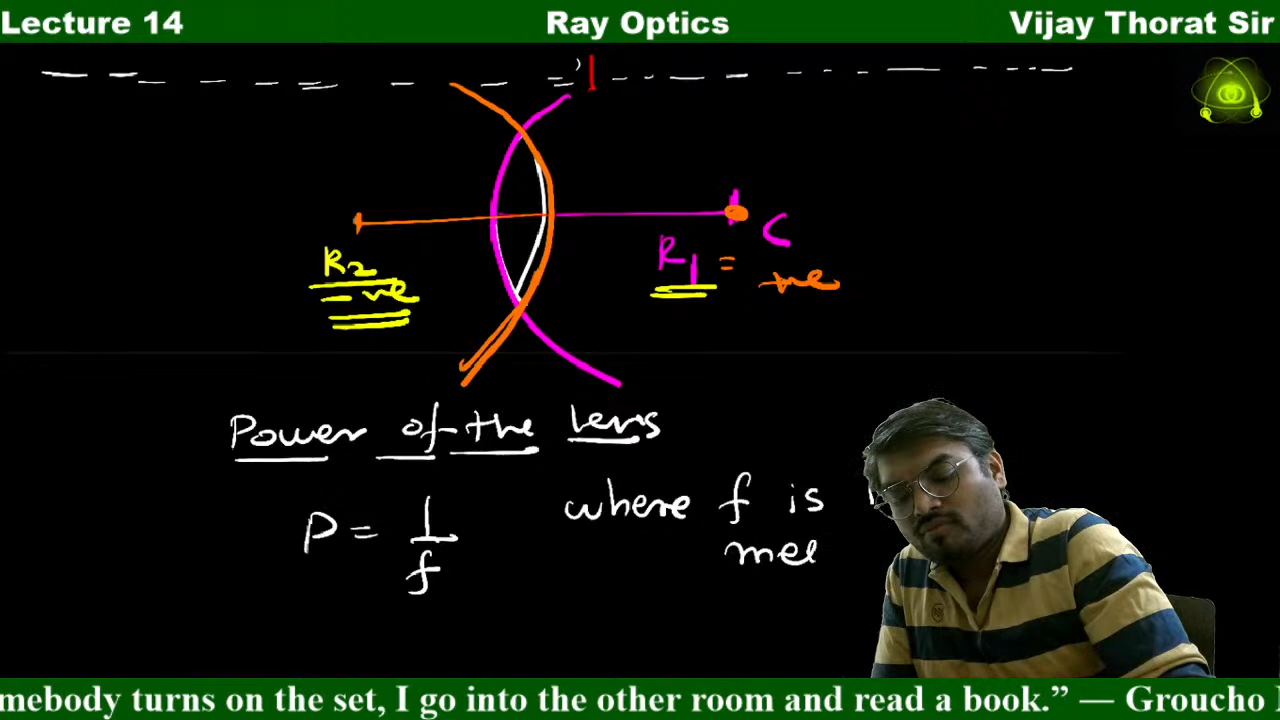 Lecture 14 Ray Optics Vijay Thorat Sir
C
R2
-ve
R1 = +ve
Power of the lens
P = 1/f
where f is
mee
mebody turns on the set, I go into the other room and read a book.” — Groucho